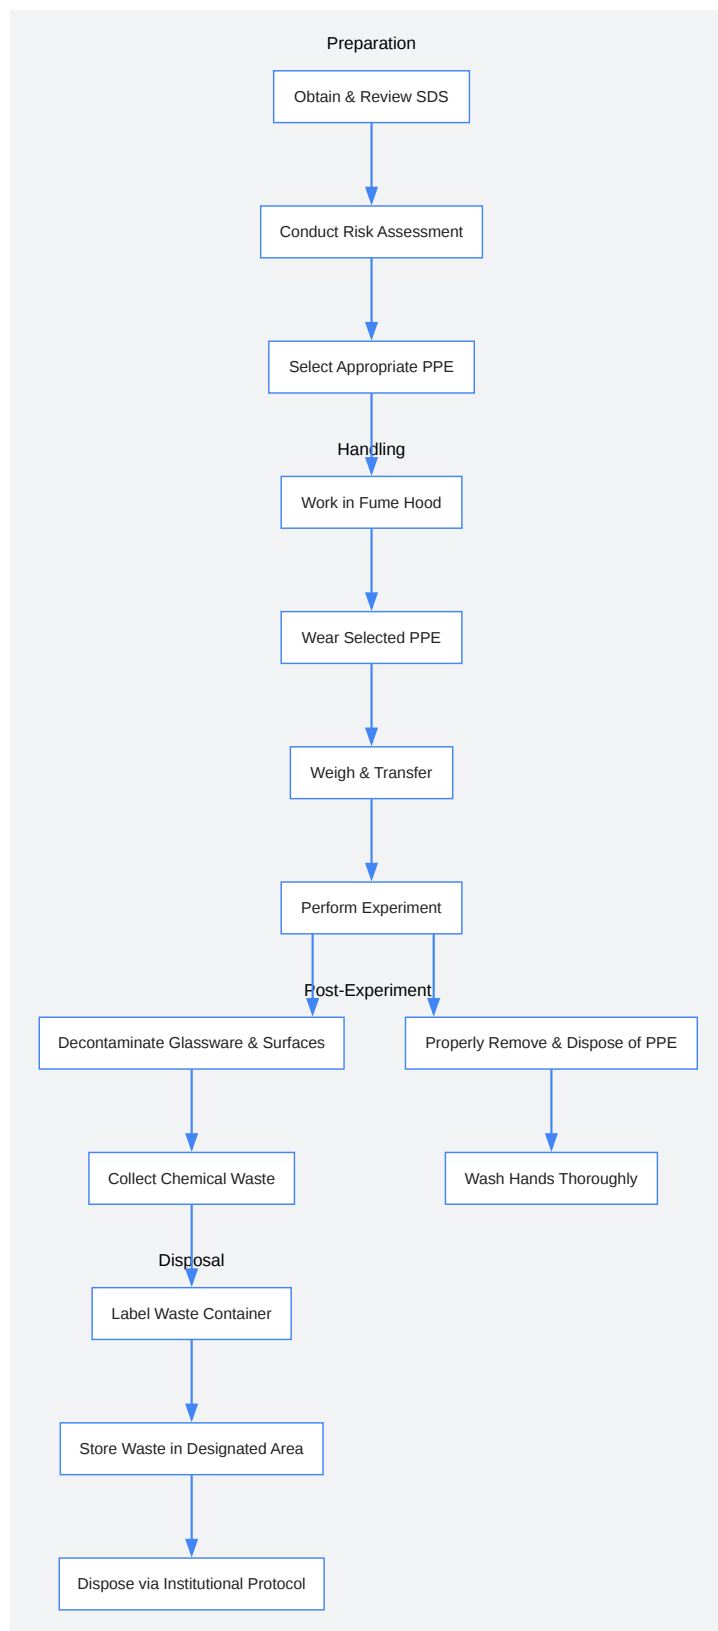 Preparation
Obtain & Review SDS
Conduct Risk Assessment
Select Appropriate PPE
Handling
Work in Fume Hood
Wear Selected PPE
Weigh & Transfer
Perform Experiment
Post-Experiment
Decontaminate Glassware & Surfaces
Properly Remove & Dispose of PPE
Collect Chemical Waste
Wash Hands Thoroughly
Disposal
Label Waste Container
Store Waste in Designated Area
Dispose via Institutional Protocol